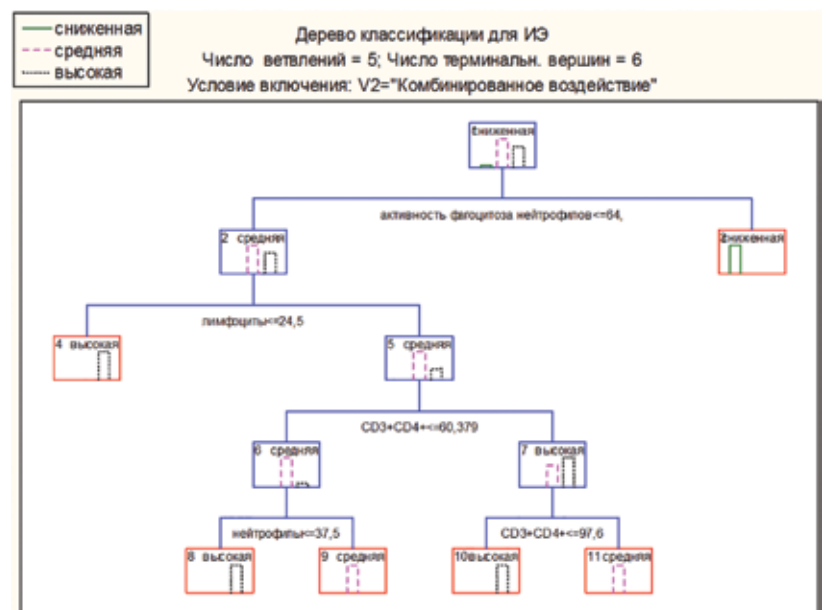 сниженная
средняя
высокая
Дерево классификации для ИЭ
Число ветвлений = 5; Число терминальн. вершин = 6
Условие включения: V2="Комбинированное воздействие"
сниженная
активность фагоцитоза нейтрофилов<=64,
2 средняя
сниженная
лимфоциты<=24,5
4 высокая
5 средняя
CD3+CD4+<=60,379
6 средняя
7 высокая
нейтрофилы<=37,5
CD3+CD4+<=97,6
8 высокая
9 средняя
10высокая
11средняя